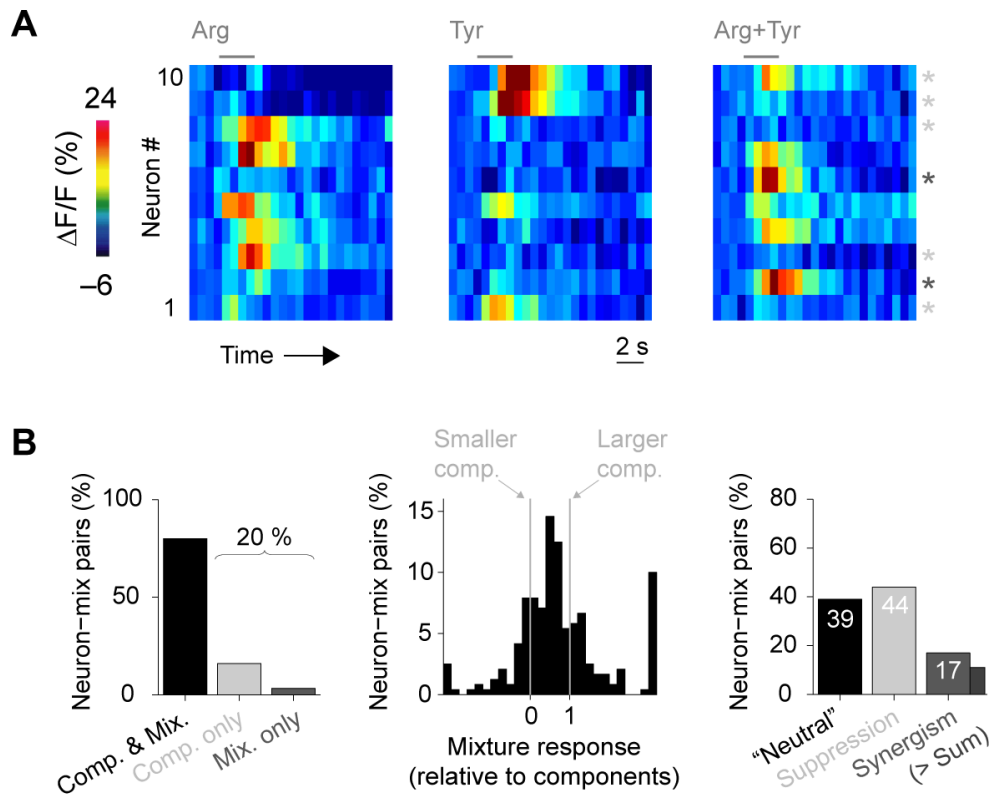 A
Arg
Tyr
Arg+Tyr
24
ΔF/F (%)
−6
10
Neuron #
1
*
*
*
*
*
*
*
Time
2 s
B
Neuron−mix pairs (%)
100
50
0
20 %
Comp. & Mix.
Comp. only
Mix. only
Smaller
comp.
Larger
comp.
Neuron−mix pairs (%)
15
10
5
0
0 1
Mixture response
(relative to components)
Neuron−mix pairs (%)
80
60
40
20
0
39
44
17
“Neutral”
Suppression
Synergism
(> Sum)